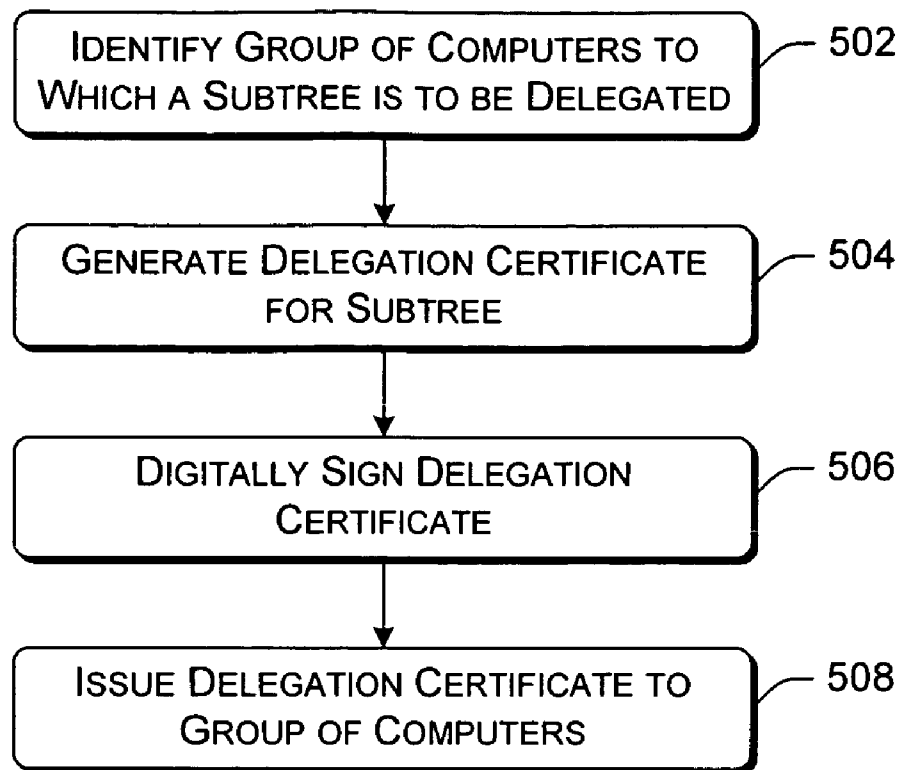 IDENTIFY GROUP OF COMPUTERS TO
WHICH A SUBTREE IS TO BE DELEGATED
502
GENERATE DELEGATION CERTIFICATE
FOR SUBTREE
504
DIGITALLY SIGN DELEGATION
CERTIFICATE
506
ISSUE DELEGATION CERTIFICATE TO
GROUP OF COMPUTERS
508